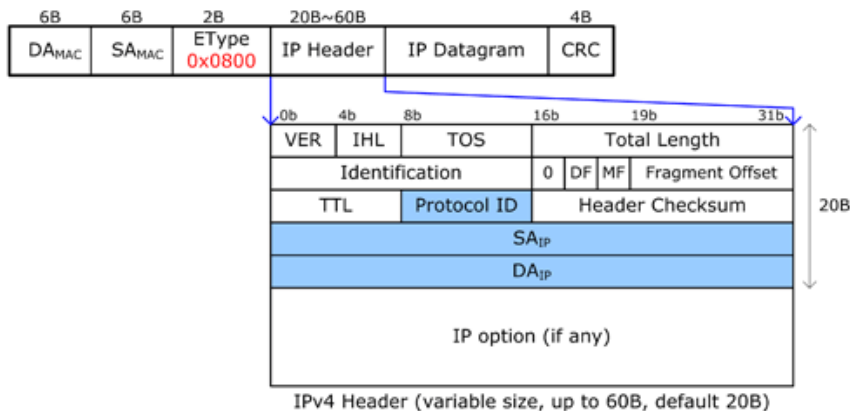 6B 6B 2B 20B~60B 4B
DAMAC SAMAC EType 0x0800 IP Header IP Datagram CRC
0b 4b 8b 16b 19b 31b
VER IHL TOS Total Length
Identification 0 DF MF Fragment Offset
TTL Protocol ID Header Checksum 20B
SAIP
DAIP
IP option (if any)
IPv4 Header (variable size, up to 60B, default 20B)